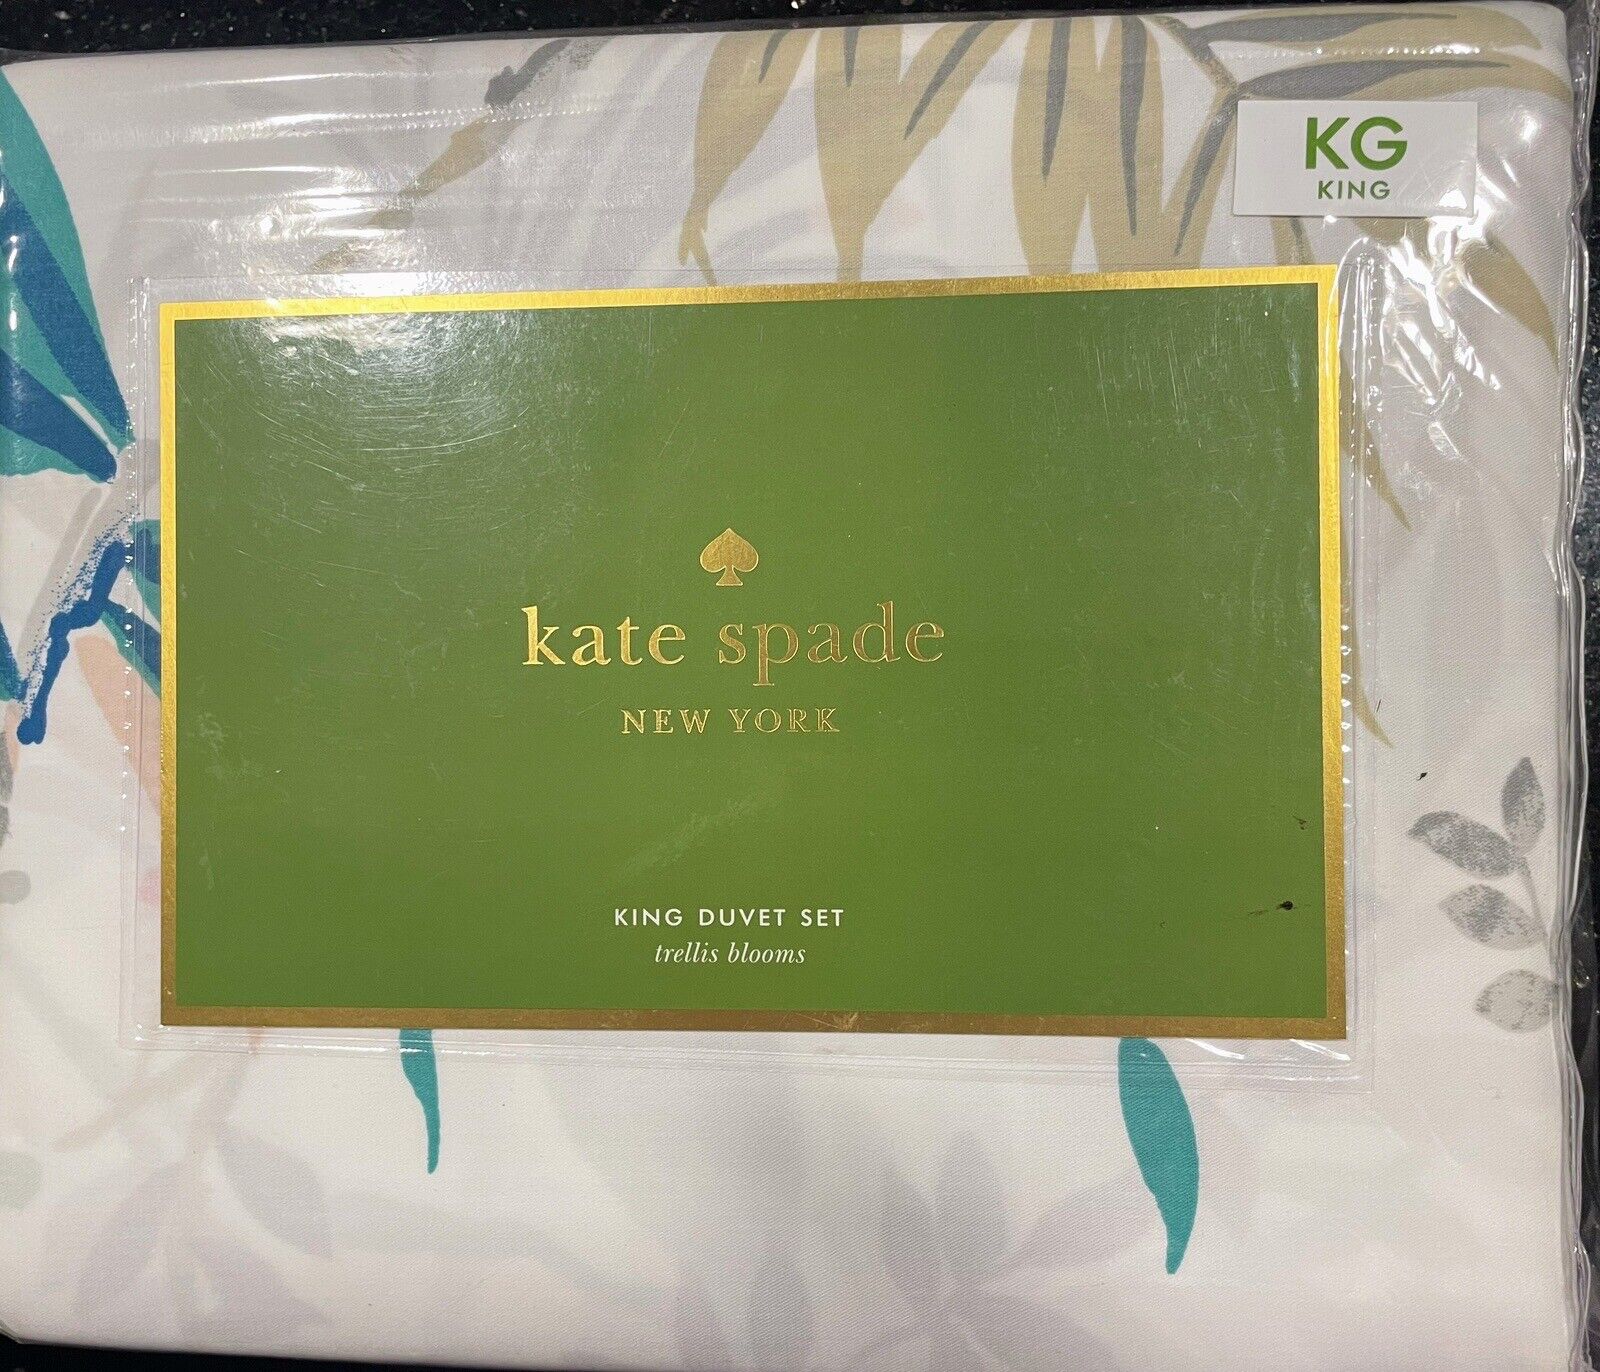 KG
KING
kate spade
NEW YORK
KING DUVET SET
trellis blooms